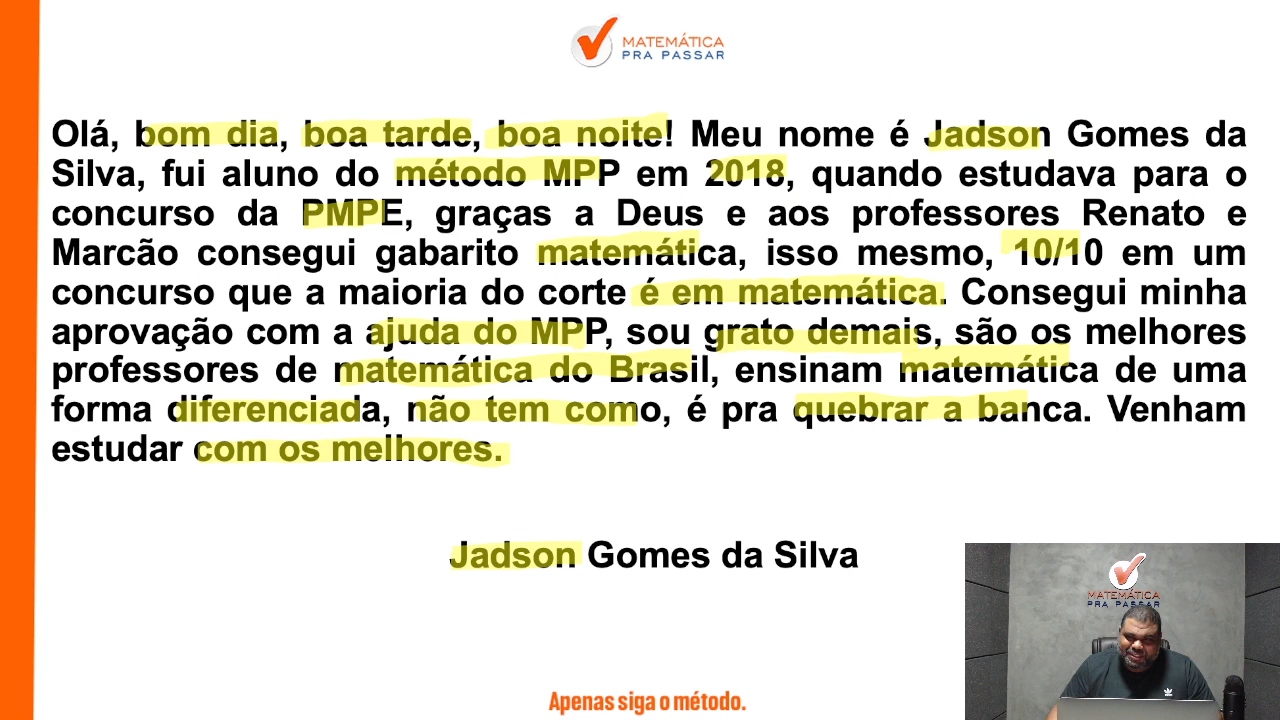 MATEMÁTICA
PRA PASSAR
Olá, bom dia, boa tarde, boa noite! Meu nome é Jadson Gomes da
Silva, fui aluno do método MPP em 2018, quando estudava para o
concurso da PMPE, graças a Deus e aos professores Renato e
Marcão consegui gabarito matemática, isso mesmo, 10/10 em um
concurso que a maioria do corte é em matemática. Consegui minha
aprovação com a ajuda do MPP, sou grato demais, são os melhores
professores de matemática do Brasil, ensinam matemática de uma
forma diferenciada, não tem como, é pra quebrar a banca. Venham
estudar com os melhores.
Jadson Gomes da Silva
MATEMÁTICA
PRA PASSAR
Apenas siga o método.